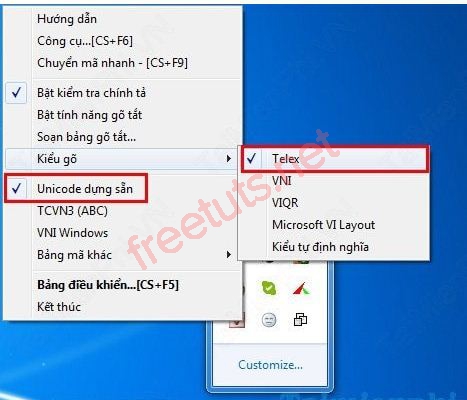 Hướng dẫn
Công cụ...[CS+F6]
Chuyển mã nhanh - [CS+F9]
Bật kiểm tra chính tả
Bật tính năng gõ tắt
Soạn bảng gõ tắt...
Kiểu gõ
Telex
VNI
VIQR
Microsoft VI Layout
Kiểu tự định nghĩa
Unicode dựng sẵn
TCVN3 (ABC)
VNI Windows
Bảng mã khác
Bảng điều khiển...[CS+F5]
Kết thúc
freetuts.net
Customize...